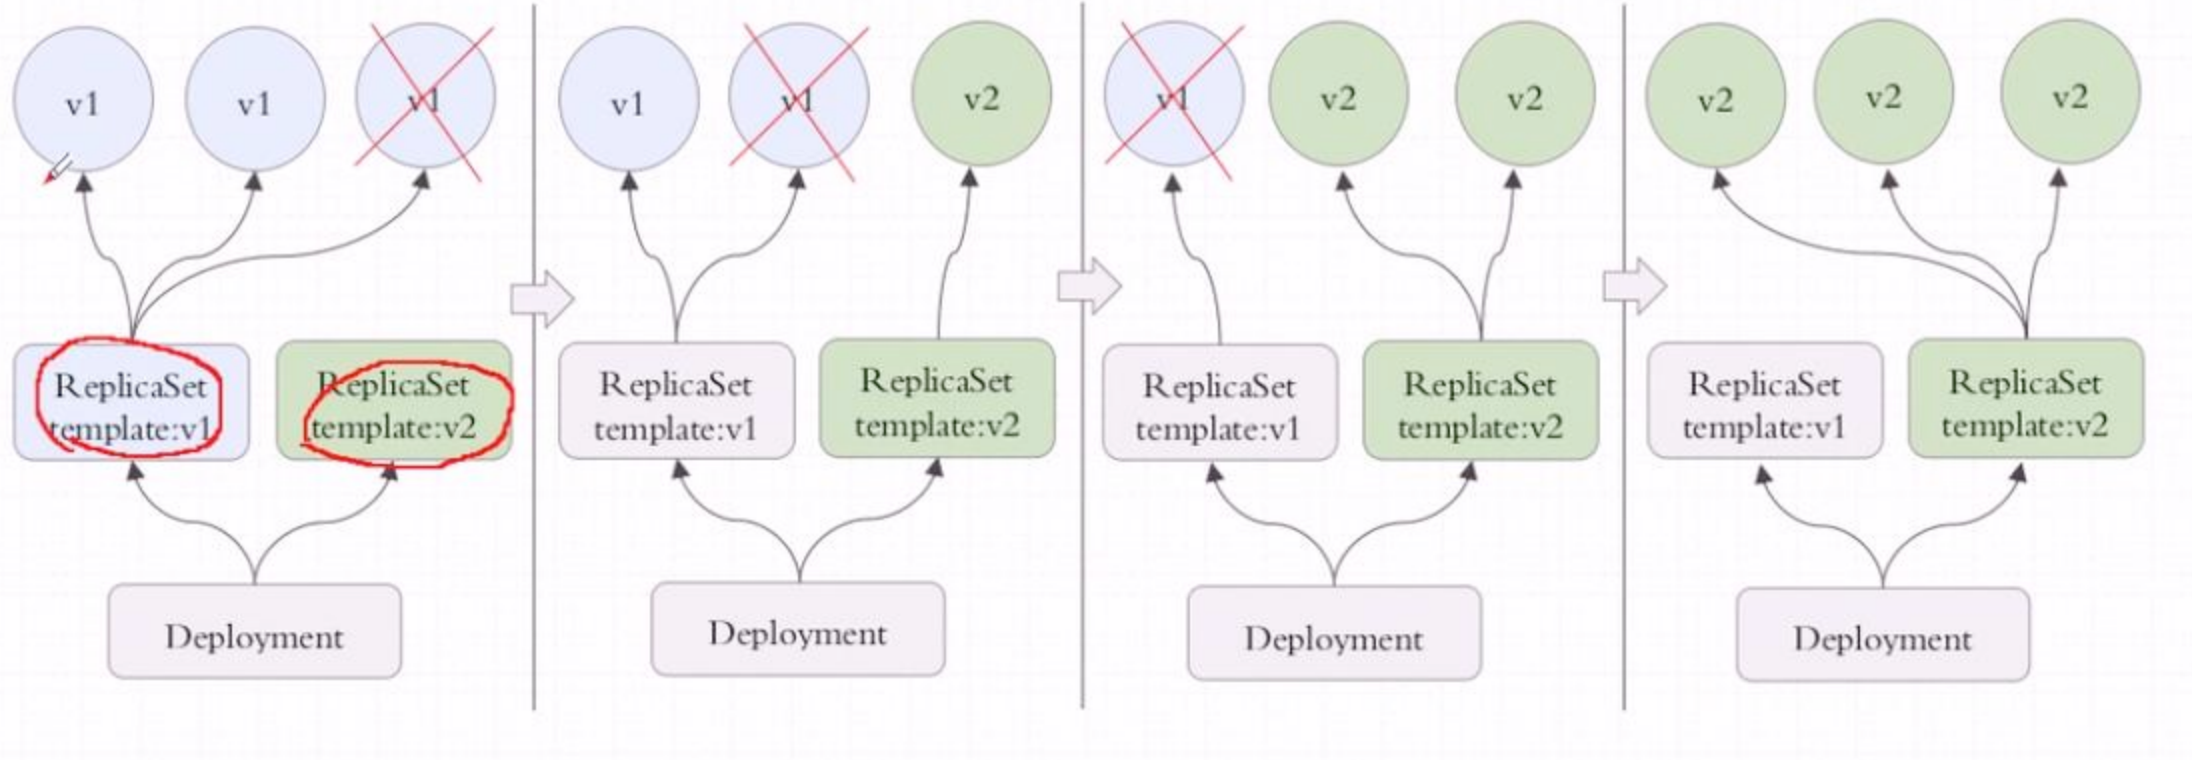 v1
v1
v1
v1
v1
v2
v1
v2
v2
v2
v2
v2
ReplicaSet
template:v1
ReplicaSet
template:v2
ReplicaSet
template:v1
ReplicaSet
template:v2
ReplicaSet
template:v1
ReplicaSet
template:v2
ReplicaSet
template:v1
ReplicaSet
template:v2
Deployment
Deployment
Deployment
Deployment